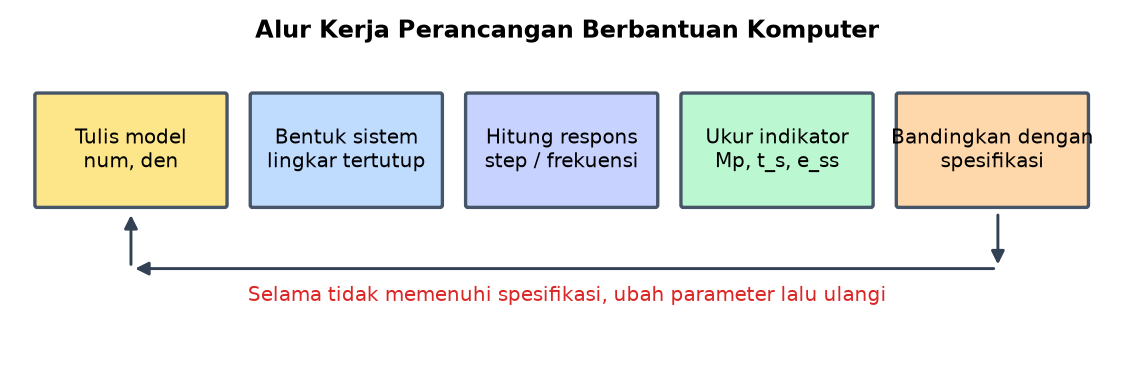 Alur Kerja Perancangan Berbantuan Komputer
Tulis model
num, den
Bentuk sistem
lingkar tertutup
Hitung respons
step / frekuensi
Ukur indikator
Mp, t_s, e_ss
Bandingkan dengan
spesifikasi
Selama tidak memenuhi spesifikasi, ubah parameter lalu ulangi